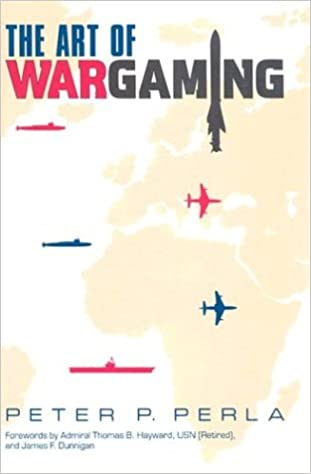 THE ART OF
WARGAMING
PETER P. PERLA
Forewords by Admiral Thomas B. Hayward, USN (Retired),
and James F. Dunnigan